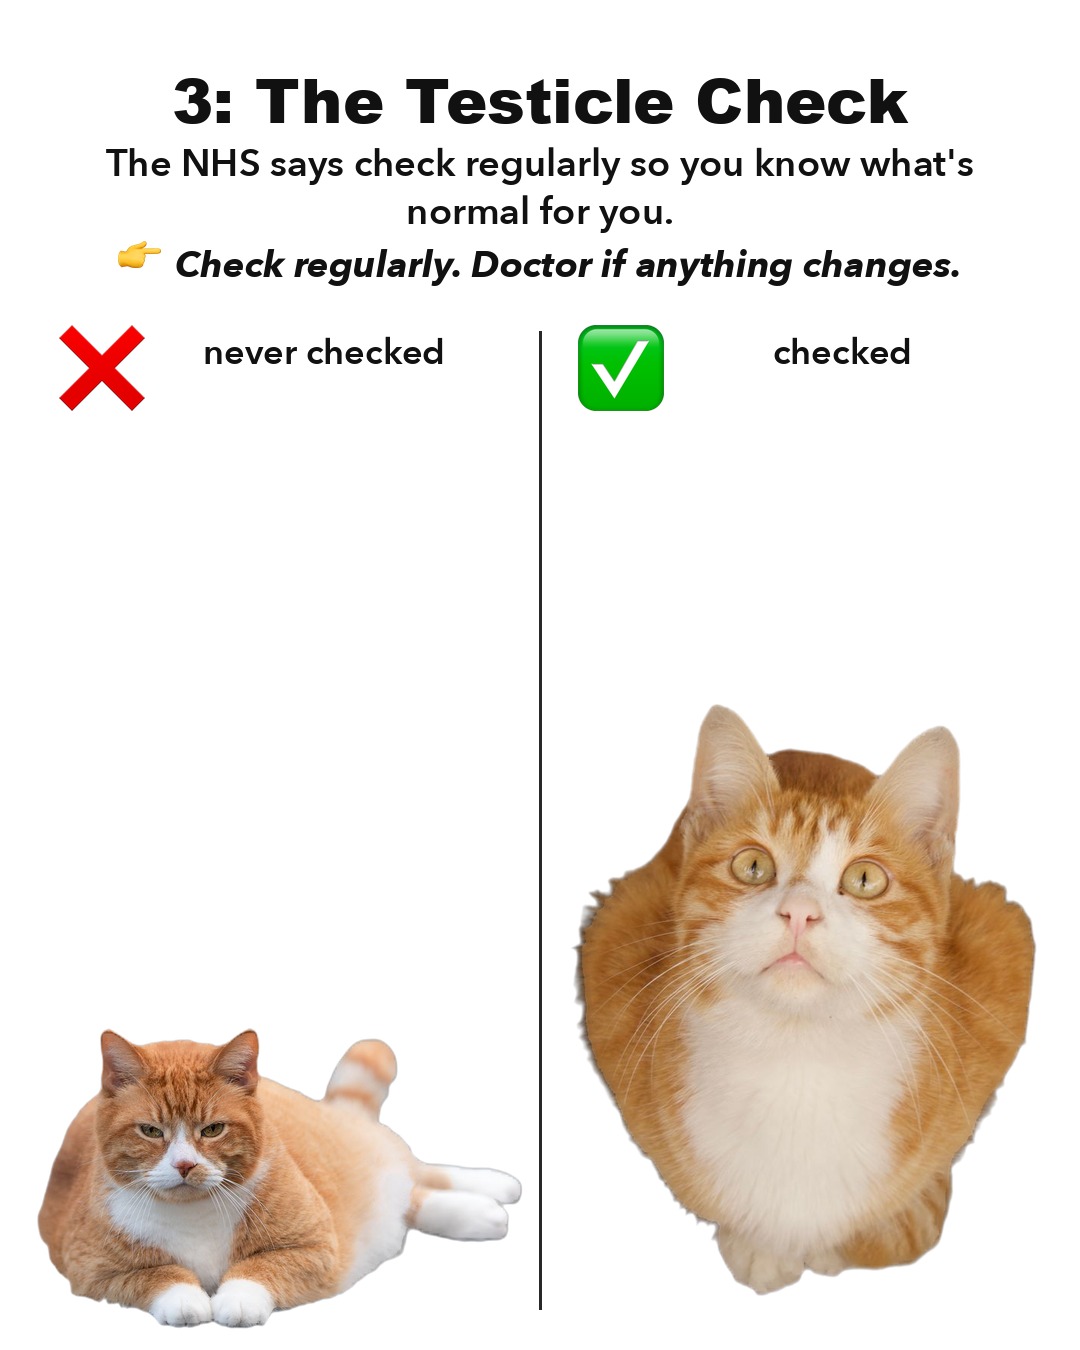 3: The Testicle Check
The NHS says check regularly so you know what's
normal for you.
👉 Check regularly. Doctor if anything changes.
❌ never checked
✅ checked